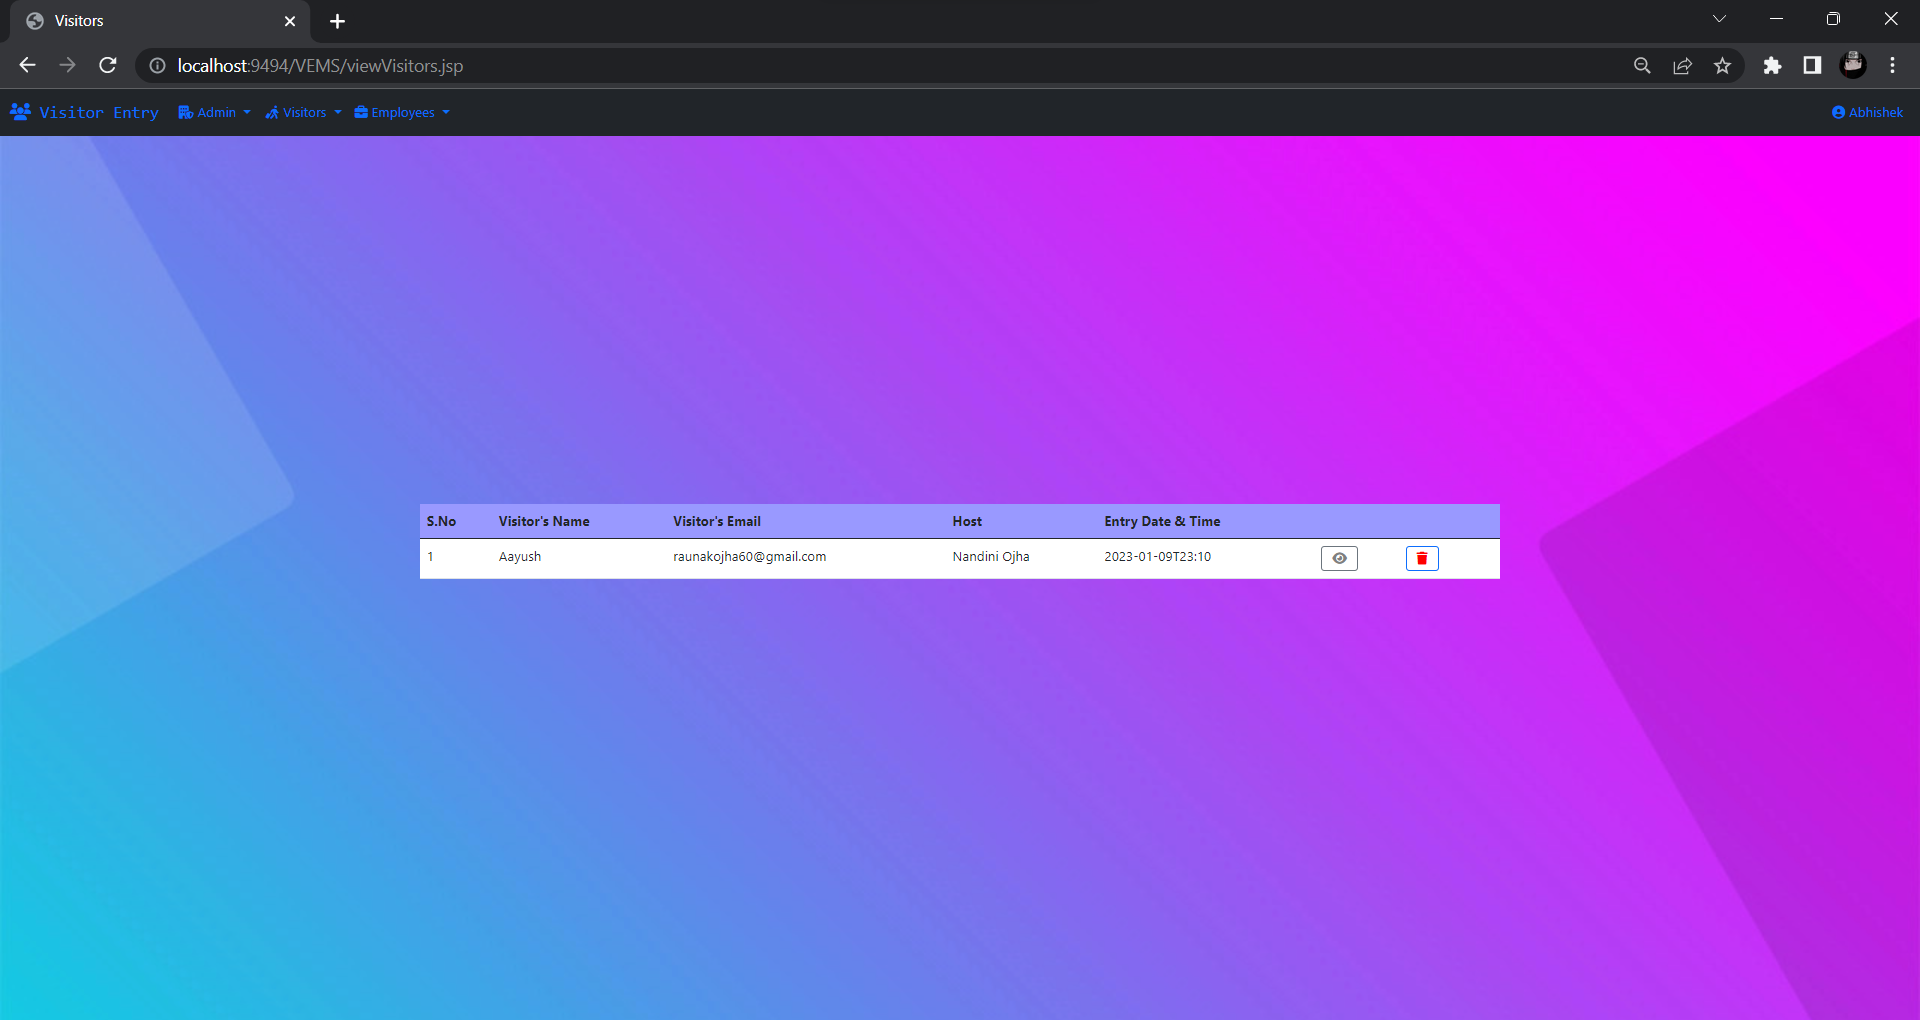 Visitors
localhost:9494/VEMS/viewVisitors.jsp
Visitor Entry Admin Visitors Employees Abhishek
S.No Visitor's Name Visitor's Email Host Entry Date & Time
1 Aayush raunakojha60@gmail.com Nandini Ojha 2023-01-09T23:10